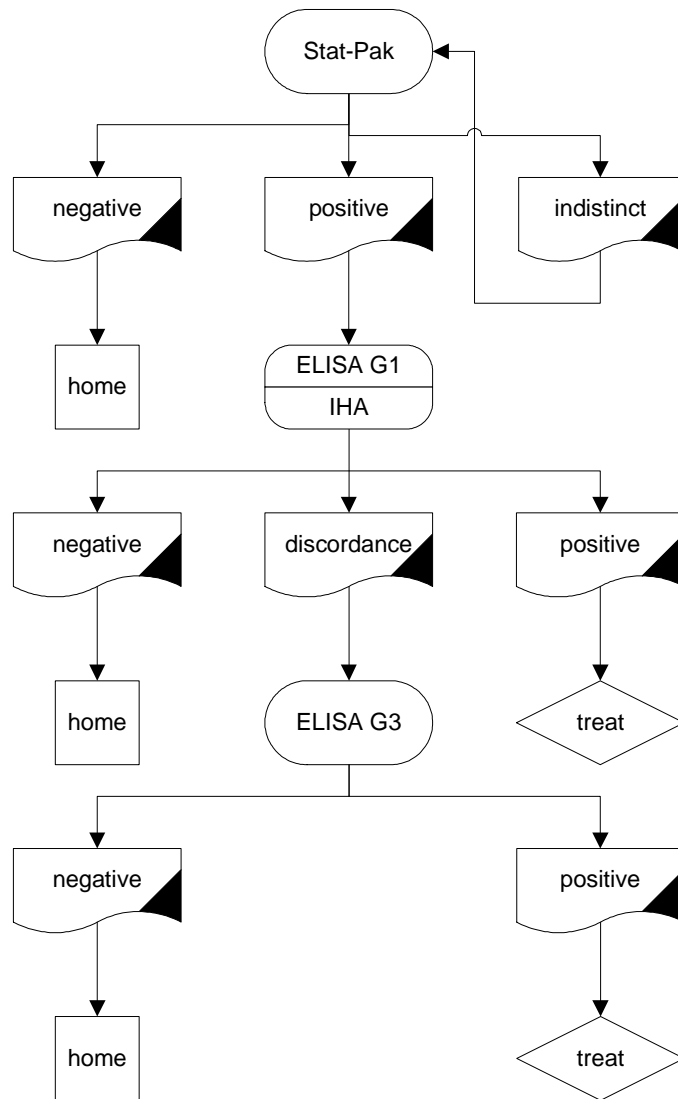 Stat-Pak
negative
positive
indistinct
home
ELISA G1
IHA
negative
discordance
positive
home
ELISA G3
treat
negative
positive
home
treat